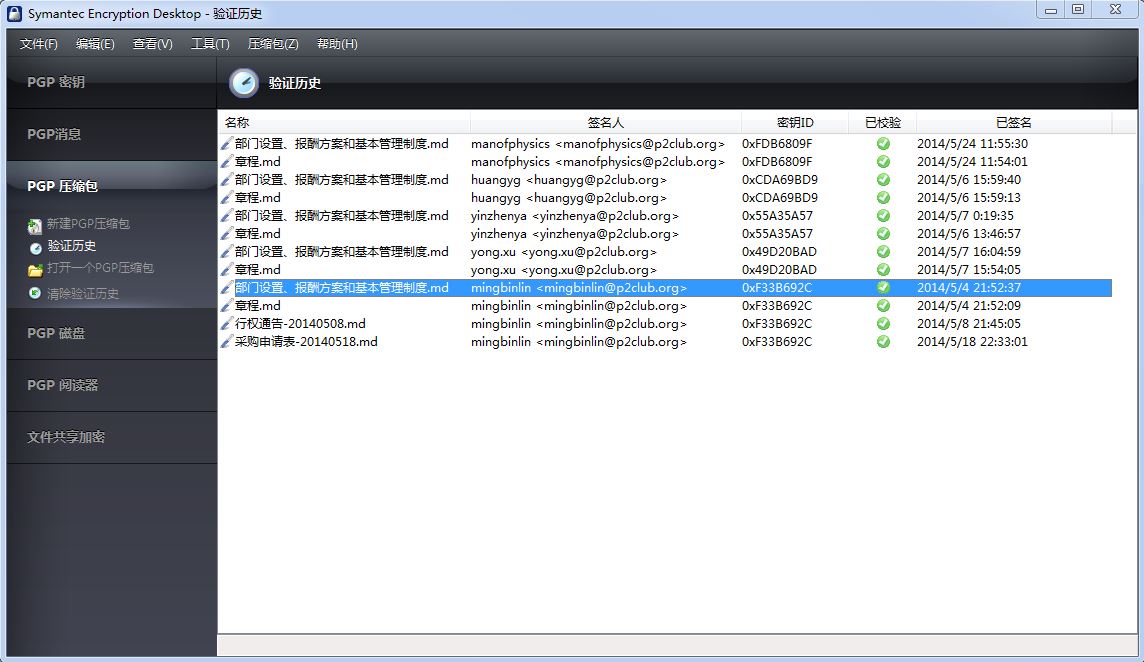 Symantec Encryption Desktop - 验证历史
文件(F) 编辑(E) 查看(V) 工具(T) 压缩包(Z) 帮助(H)
PGP 密钥
PGP消息
PGP 压缩包
新建PGP压缩包
验证历史
打开一个PGP压缩包
清除验证历史
PGP 磁盘
PGP 阅读器
文件共享加密
验证历史
名称 签名人 密钥ID 已校验 已签名
部门设置、报酬方案和基本管理制度.md manofphysics <manofphysics@p2club.org> 0xFDB6809F 2014/5/24 11:55:30
章程.md manofphysics <manofphysics@p2club.org> 0xFDB6809F 2014/5/24 11:54:01
部门设置、报酬方案和基本管理制度.md huangyg <huangyg@p2club.org> 0xCDA69BD9 2014/5/6 15:59:40
章程.md huangyg <huangyg@p2club.org> 0xCDA69BD9 2014/5/6 15:59:13
部门设置、报酬方案和基本管理制度.md yinzhenya <yinzhenya@p2club.org> 0x55A35A57 2014/5/7 0:19:35
章程.md yinzhenya <yinzhenya@p2club.org> 0x55A35A57 2014/5/6 13:46:57
部门设置、报酬方案和基本管理制度.md yong.xu <yong.xu@p2club.org> 0x49D20BAD 2014/5/7 16:04:59
章程.md yong.xu <yong.xu@p2club.org> 0x49D20BAD 2014/5/7 15:54:05
部门设置、报酬方案和基本管理制度.md mingbinlin <mingbinlin@p2club.org> 0xF33B692C 2014/5/4 21:52:37
章程.md mingbinlin <mingbinlin@p2club.org> 0xF33B692C 2014/5/4 21:52:09
行权通告-20140508.md mingbinlin <mingbinlin@p2club.org> 0xF33B692C 2014/5/8 21:45:05
采购申请表-20140518.md mingbinlin <mingbinlin@p2club.org> 0xF33B692C 2014/5/18 22:33:01